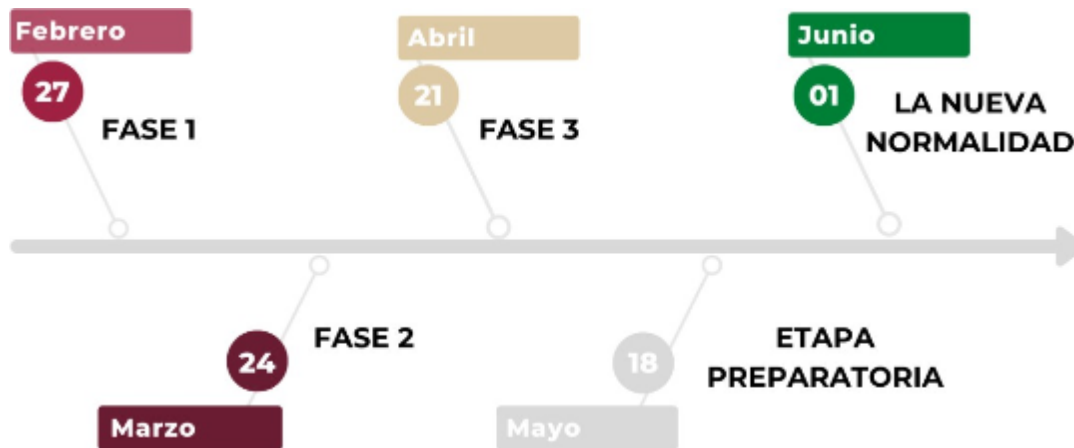 Febrero
27
FASE 1
Marzo
24
FASE 2
Abril
21
FASE 3
Mayo
18
ETAPA
PREPARATORIA
Junio
01
LA NUEVA
NORMALIDAD